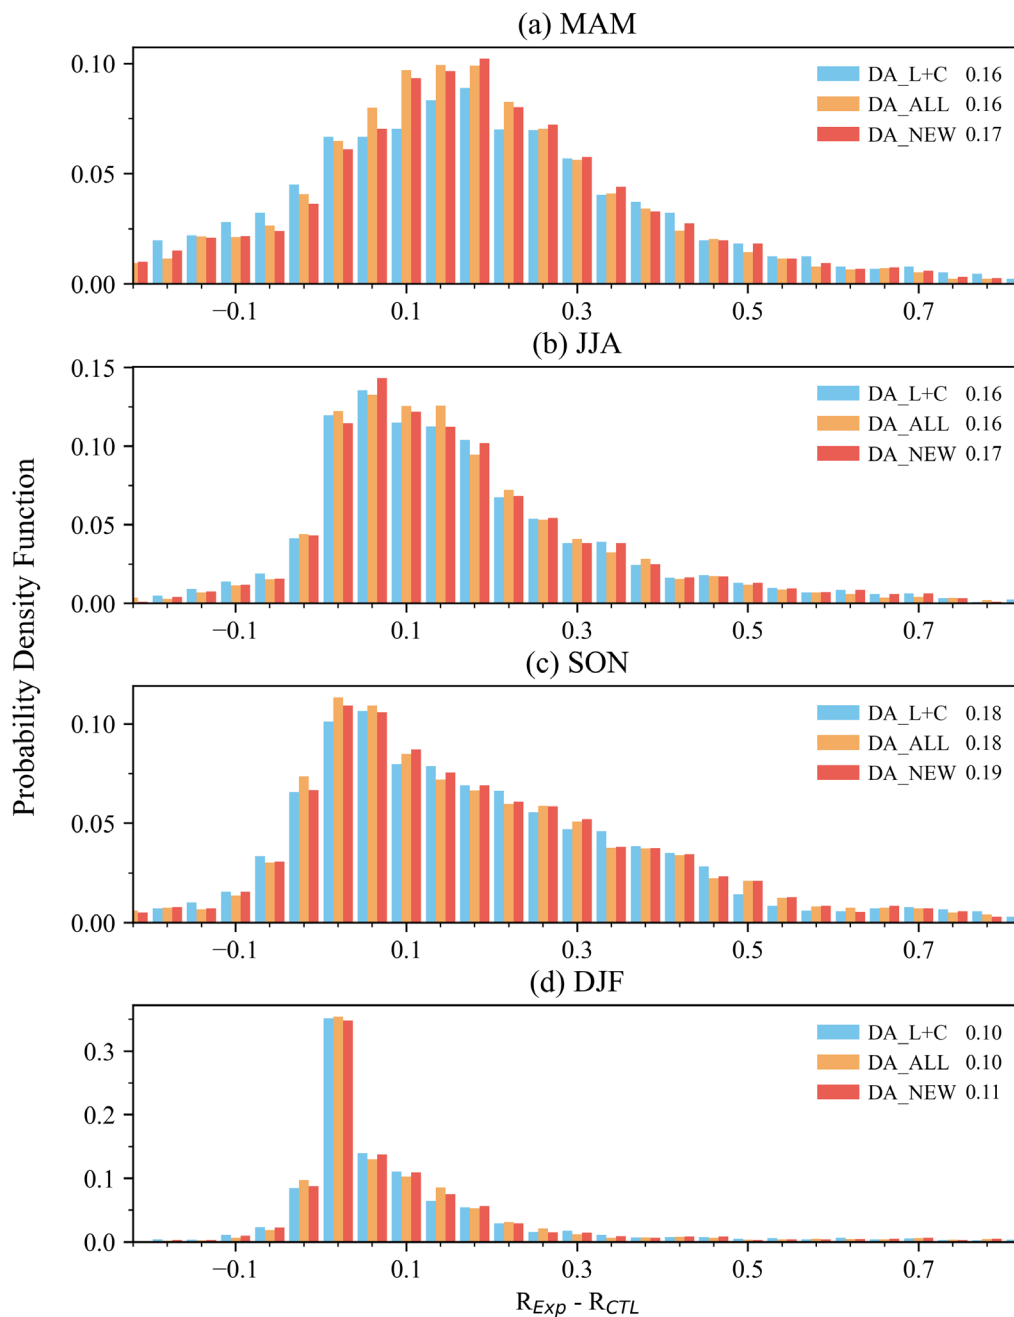 (a) MAM
0.10
0.05
0.00
DA_L+C 0.16
DA_ALL 0.16
DA_NEW 0.17
−0.1 0.1 0.3 0.5 0.7
(b) JJA
0.15
0.10
0.05
0.00
DA_L+C 0.16
DA_ALL 0.16
DA_NEW 0.17
−0.1 0.1 0.3 0.5 0.7
Probability Density Function
(c) SON
0.10
0.05
0.00
DA_L+C 0.18
DA_ALL 0.18
DA_NEW 0.19
−0.1 0.1 0.3 0.5 0.7
(d) DJF
0.3
0.2
0.1
0.0
DA_L+C 0.10
DA_ALL 0.10
DA_NEW 0.11
−0.1 0.1 0.3 0.5 0.7
R_Exp - R_CTL